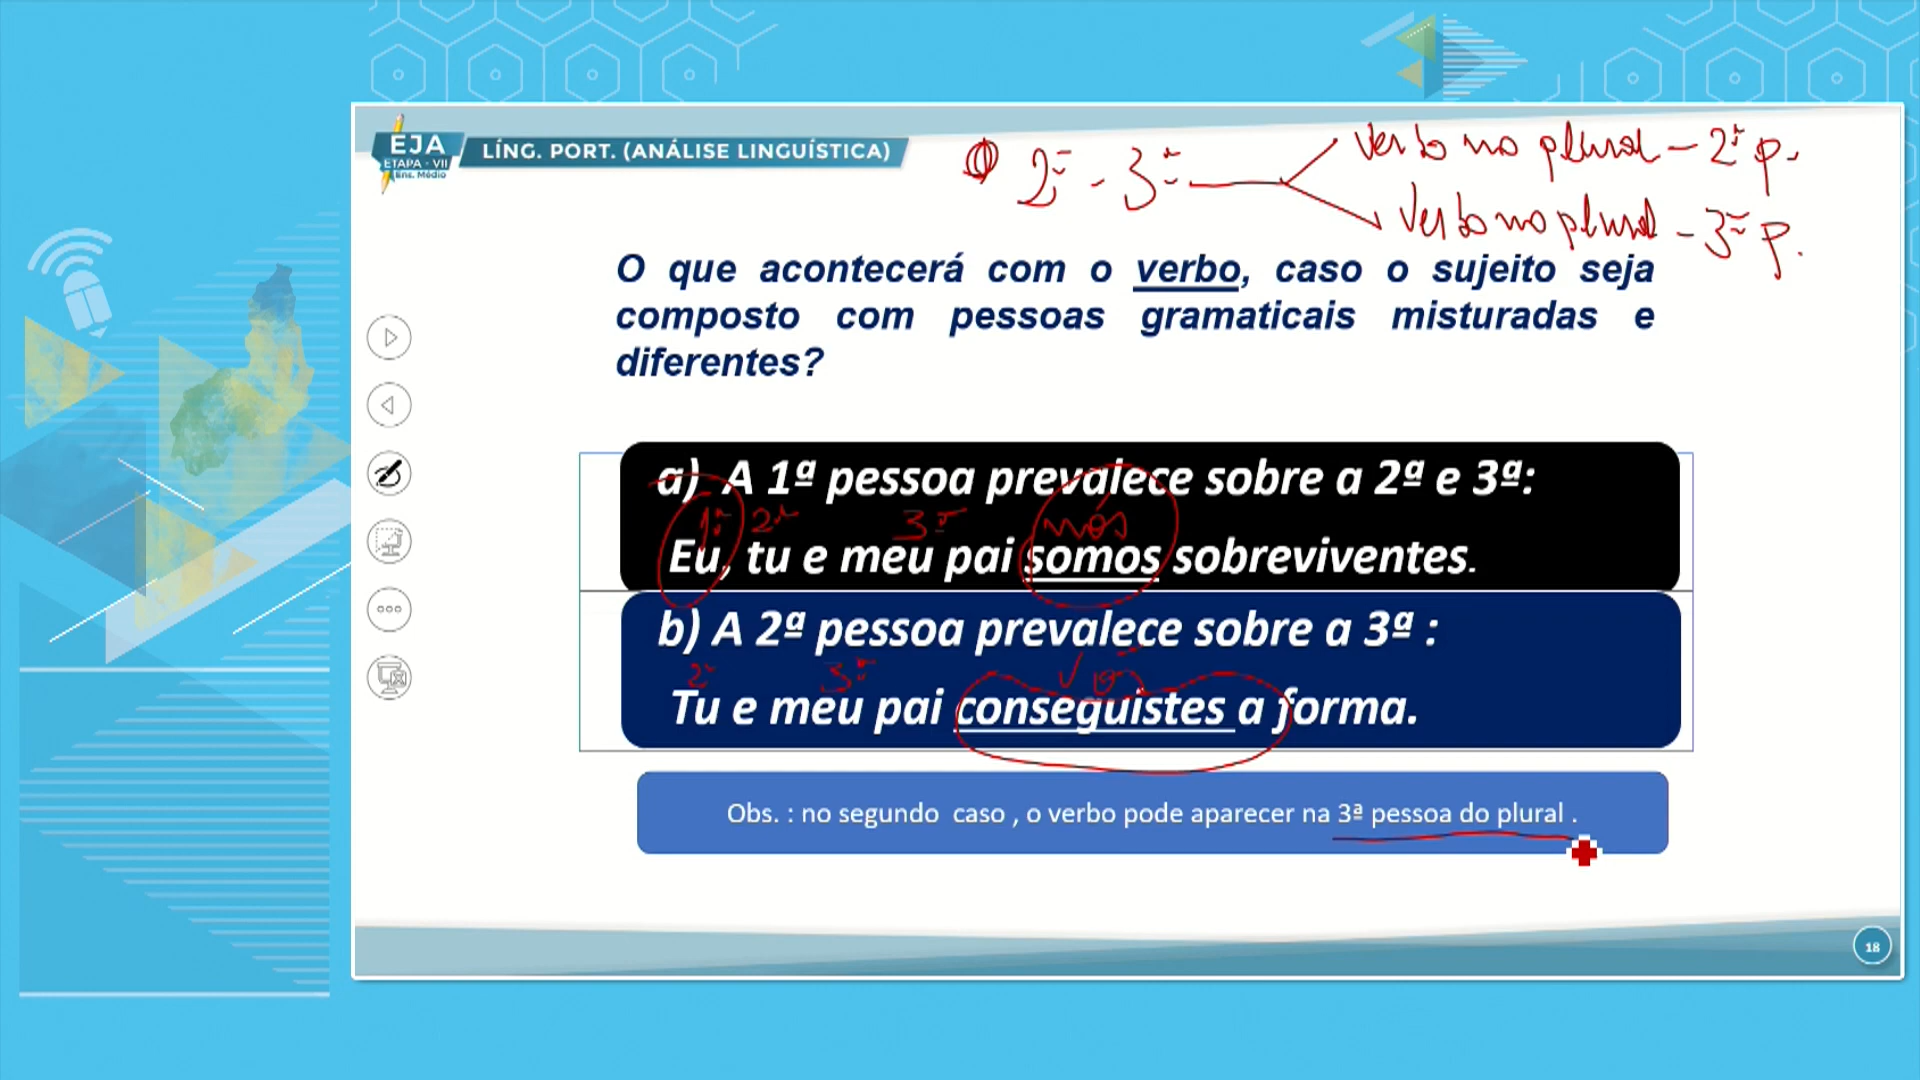 EJA
ETAPA - VII
Ens. Médio
LÍNG. PORT. (ANÁLISE LINGUÍSTICA)
2ª - 3ª
verbo no plural - 2ª p.
verbo no plural - 3ª p.
O que acontecerá com o verbo, caso o sujeito seja
composto com pessoas gramaticais misturadas e
diferentes?
a) A 1ª pessoa prevalece sobre a 2ª e 3ª:
1ª 2ª 3ª nós
Eu, tu e meu pai somos sobreviventes.
b) A 2ª pessoa prevalece sobre a 3ª :
2ª 3ª vós
Tu e meu pai conseguistes a forma.
Obs. : no segundo caso , o verbo pode aparecer na 3ª pessoa do plural .
18